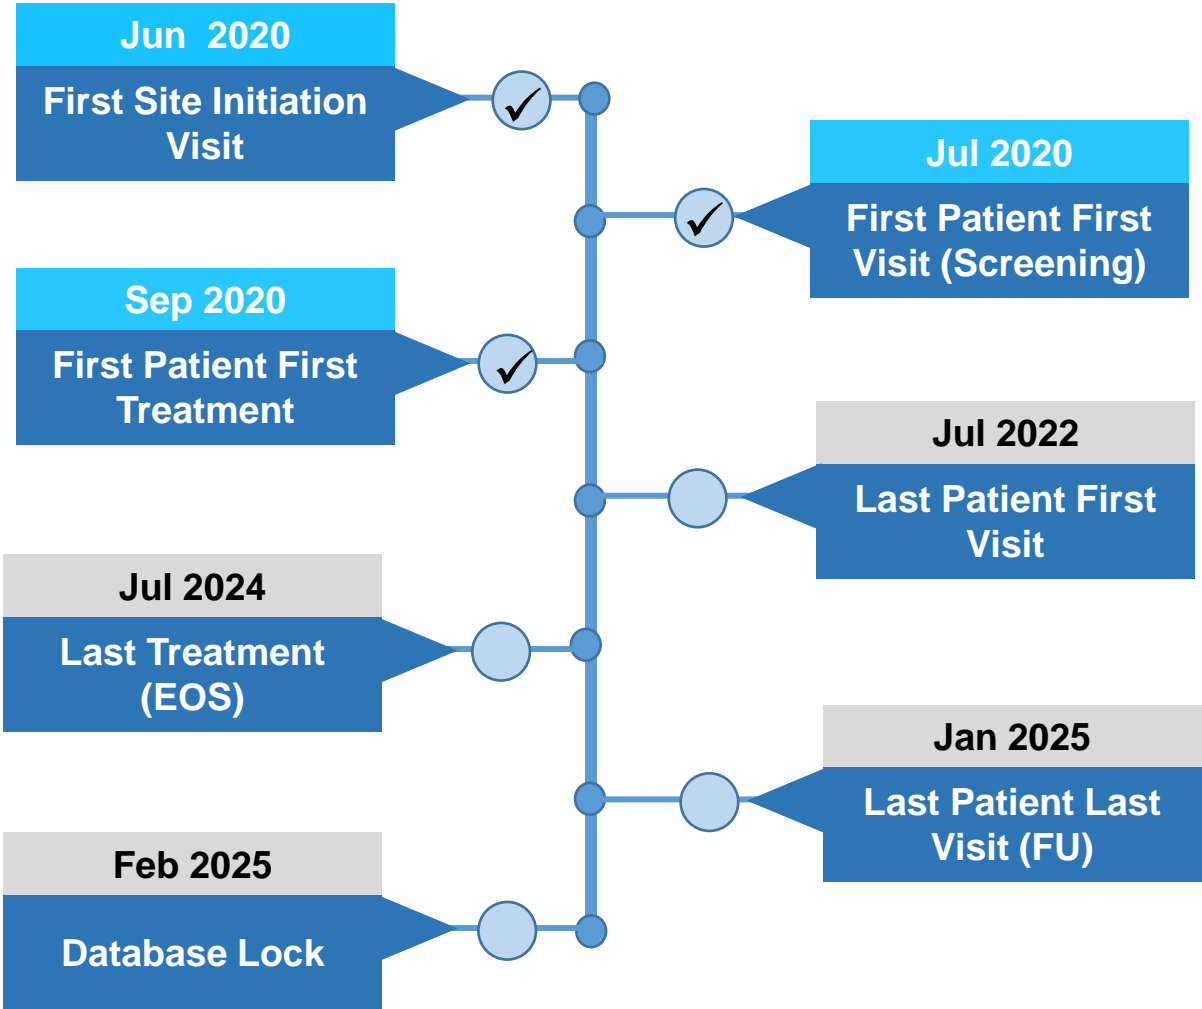 Jun 2020
First Site Initiation
Visit
Jul 2020
First Patient First
Visit (Screening)
Sep 2020
First Patient First
Treatment
Jul 2022
Last Patient First
Visit
Jul 2024
Last Treatment
(EOS)
Jan 2025
Last Patient Last
Visit (FU)
Feb 2025
Database Lock